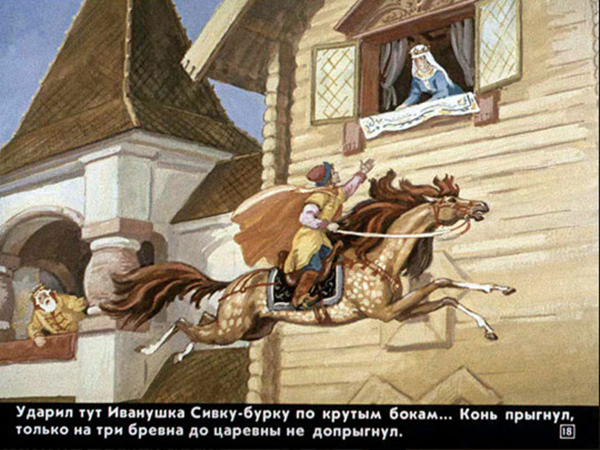 Ударил тут Иванушка Сивку-бурку по крутым бокам... Конь прыгнул,
только на три бревна до царевны не допрыгнул.
18